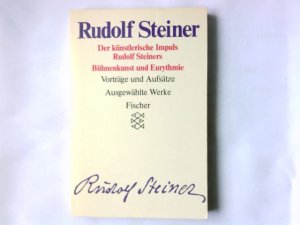 Rudolf Steiner
Der künstlerische Impuls
Rudolf Steiners
Bühnenkunst und Eurythmie
Vorträge und Aufsätze
Ausgewählte Werke
Fischer
Rudolf Steiner